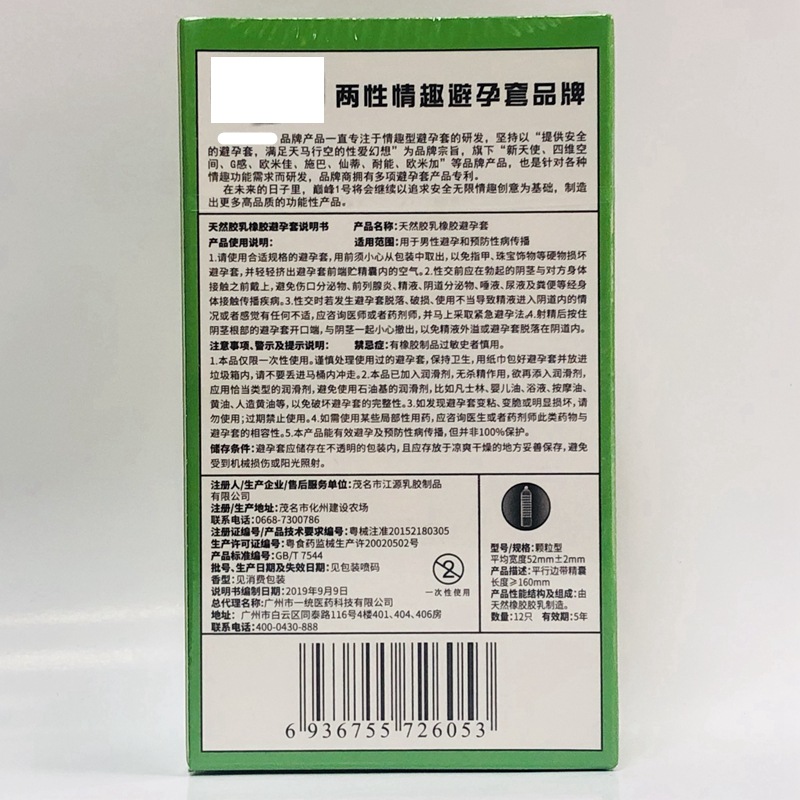 两性情趣避孕套品牌
品牌产品一直专注于情趣型避孕套的研发，坚持以“提供安全
的避孕套，满足天马行空的性爱幻想”为品牌宗旨，旗下“新天使、四维空
间、G感、欧米佳、施巴、仙蒂、耐能、欧米加”等品牌产品，也是针对各种
情趣功能需求而研发，品牌商拥有多项避孕套产品专利。
在未来的日子里，巅峰1号将会继续以追求安全无限情趣创意为基础，制造
出更多高品质的功能性产品。
天然胶乳橡胶避孕套说明书 产品名称:天然胶乳橡胶避孕套
产品使用说明: 适用范围:用于男性避孕和预防性病传播
1.请使用合适规格的避孕套，用前须小心从包装中取出，以免指甲、珠宝饰物等硬物损坏
避孕套，并轻轻挤出避孕套前端贮精囊内的空气。2.性交前应在勃起的阴茎与对方身体
接触之前戴上，避免伤口分泌物、前列腺炎、精液、阴道分泌物、唾液、尿液及粪便等经身
体接触传播疾病。3.性交时若发生避孕套脱落、破损、使用不当导致精液进入阴道内的情
况或者感觉有任何不适，应咨询医师或者药剂师，并马上采取紧急避孕法。4.射精后按住
阴茎根部的避孕套开口端，与阴茎一起小心撤出，以免精液外溢或避孕套脱落在阴道内。
注意事项、警示及提示说明: 禁忌症:有橡胶制品过敏史者慎用。
1.本品仅限一次性使用。谨慎处理使用过的避孕套，保持卫生，用纸巾包好避孕套并放进
垃圾箱内，请不要丢进马桶内冲走。2.本品已加入润滑剂，无杀精作用，欲再添入润滑剂，
应用恰当类型的润滑剂，避免使用石油基的润滑剂，比如凡士林、婴儿油、浴液、按摩油、
黄油、人造黄油等，以免破坏避孕套的完整性。3.如发现避孕套变粘、变脆或明显损坏，请
勿使用;过期禁止使用。4.如需使用某些局部性用药，应咨询医生或者药剂师此类药物与
避孕套的相容性。5.本产品能有效避孕及预防性病传播，但并非100%保护。
储存条件:避孕套应储存在不透明的包装内，且应存放于凉爽干燥的地方妥善保存，避免
受到机械损伤或阳光照射。
注册人/生产企业/售后服务单位:茂名市江源乳胶制品
有限公司
注册/生产地址:茂名市化州建设农场
联系电话:0668-7300786
注册证编号/产品技术要求编号:粤械注准20152180305
生产许可证编号:粤食药监械生产许20020502号
产品标准编号:GB/T 7544
批号、生产日期及失效日期:见包装喷码
香型:见消费包装
说明书编制日期:2019年9月9日
总代理名称:广州市一统医药科技有限公司
地址：广州市白云区同泰路116号4楼401、404、406房
联系电话:400-0430-888
2
一次性使用
型号/规格:颗粒型
平均宽度52mm±2mm
产品描述:平行边带精囊
长度≥160mm
产品性能结构及组成:由
天然橡胶胶乳制造。
数量:12只 有效期:5年
6 936755 726053